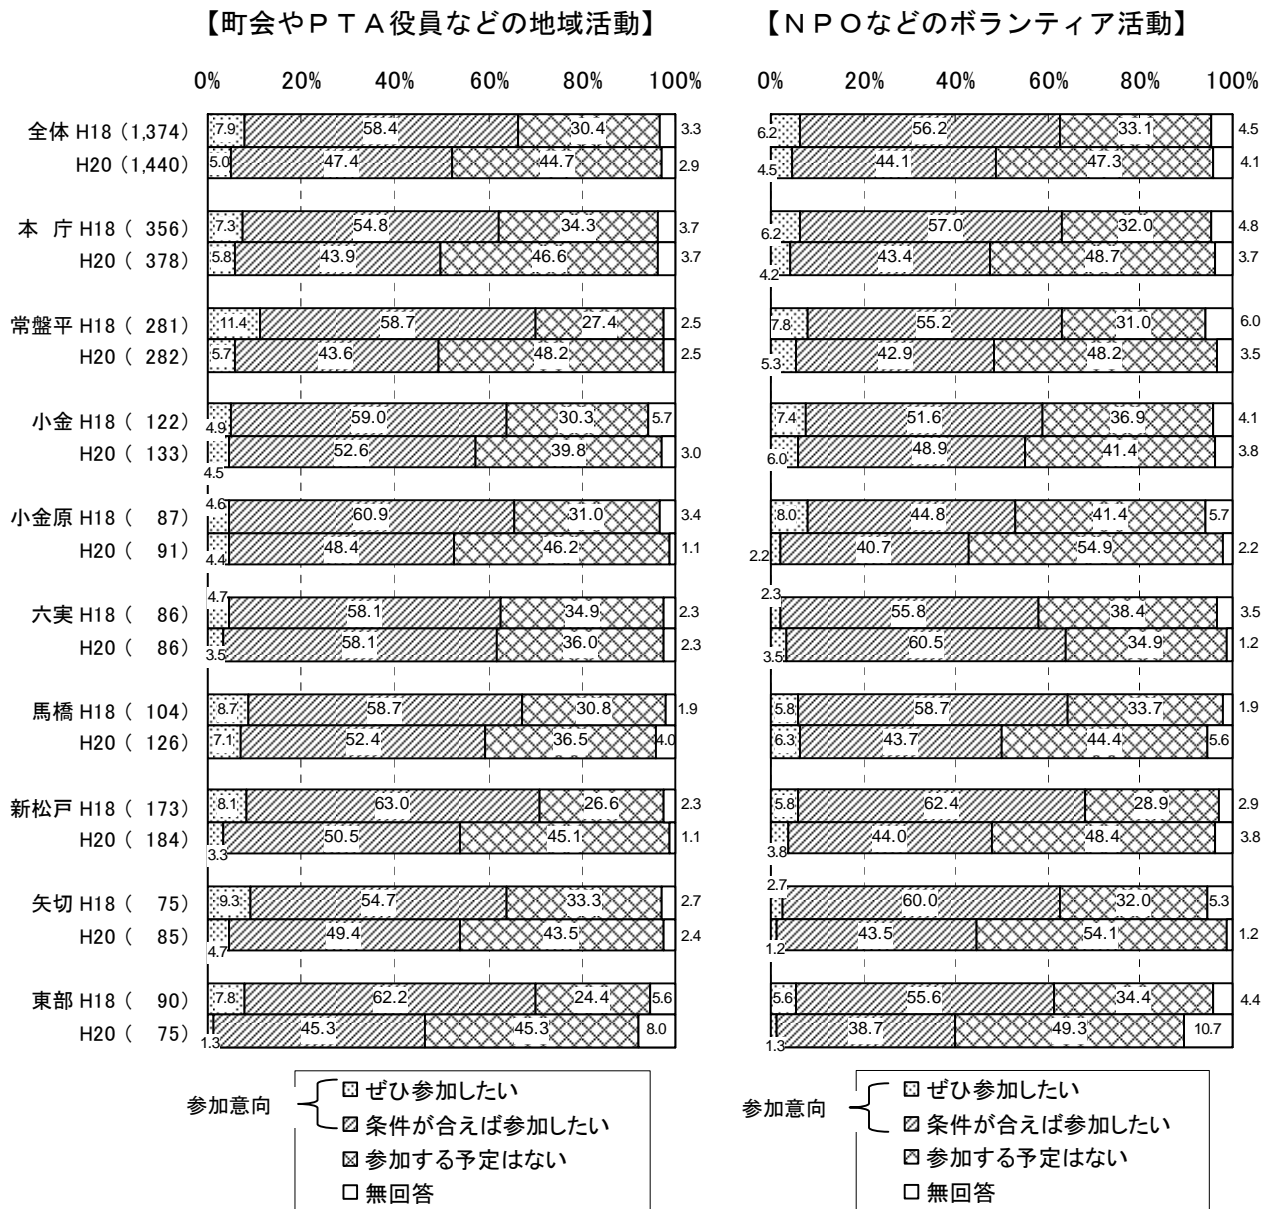 【町会やＰＴＡ役員などの地域活動】 【ＮＰＯなどのボランティア活動】
0% 20% 40% 60% 80% 100% 0% 20% 40% 60% 80% 100%
全体 H18 (1,374) 7.9 58.4 30.4 3.3 6.2 56.2 33.1 4.5
H20 (1,440) 5.0 47.4 44.7 2.9 4.5 44.1 47.3 4.1
本 庁 H18 ( 356) 7.3 54.8 34.3 3.7 6.2 57.0 32.0 4.8
H20 ( 378) 5.8 43.9 46.6 3.7 4.2 43.4 48.7 3.7
常盤平 H18 ( 281) 11.4 58.7 27.4 2.5 7.8 55.2 31.0 6.0
H20 ( 282) 5.7 43.6 48.2 2.5 5.3 42.9 48.2 3.5
小金 H18 ( 122) 4.9 59.0 30.3 5.7 7.4 51.6 36.9 4.1
H20 ( 133) 4.5 52.6 39.8 3.0 6.0 48.9 41.4 3.8
小金原 H18 ( 87) 4.6 60.9 31.0 3.4 8.0 44.8 41.4 5.7
H20 ( 91) 4.4 48.4 46.2 1.1 2.2 40.7 54.9 2.2
六実 H18 ( 86) 4.7 58.1 34.9 2.3 2.3 55.8 38.4 3.5
H20 ( 86) 3.5 58.1 36.0 2.3 3.5 60.5 34.9 1.2
馬橋 H18 ( 104) 8.7 58.7 30.8 1.9 5.8 58.7 33.7 1.9
H20 ( 126) 7.1 52.4 36.5 4.0 6.3 43.7 44.4 5.6
新松戸 H18 ( 173) 8.1 63.0 26.6 2.3 5.8 62.4 28.9 2.9
H20 ( 184) 3.3 50.5 45.1 1.1 3.8 44.0 48.4 3.8
矢切 H18 ( 75) 9.3 54.7 33.3 2.7 2.7 60.0 32.0 5.3
H20 ( 85) 4.7 49.4 43.5 2.4 1.2 43.5 54.1 1.2
東部 H18 ( 90) 7.8 62.2 24.4 5.6 5.6 55.6 34.4 4.4
H20 ( 75) 1.3 45.3 45.3 8.0 1.3 38.7 49.3 10.7
参加意向 ぜひ参加したい 参加意向 ぜひ参加したい
条件が合えば参加したい 条件が合えば参加したい
参加する予定はない 参加する予定はない
無回答 無回答